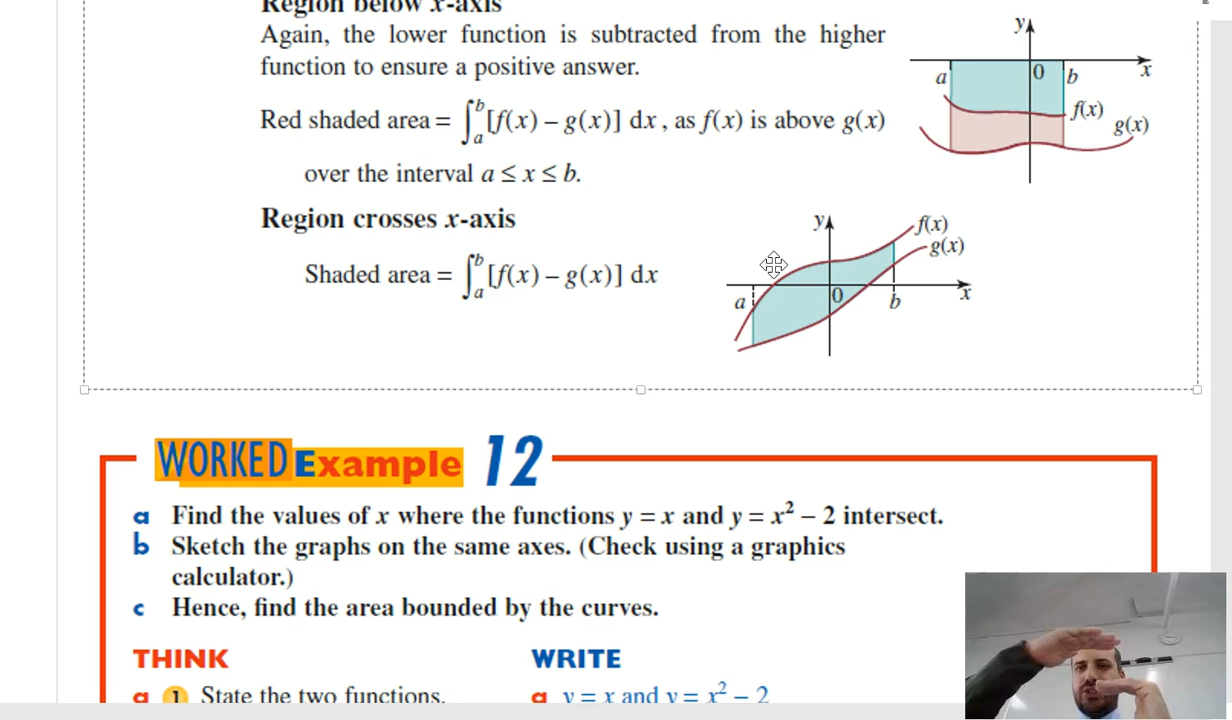 Region below x-axis
Again, the lower function is subtracted from the higher
function to ensure a positive answer.
Red shaded area = ∫ₐᵇ [f(x) – g(x)] dx, as f(x) is above g(x)
over the interval a ≤ x ≤ b.
y
a
0
b
x
f(x)
g(x)
Region crosses x-axis
Shaded area = ∫ₐᵇ [f(x) – g(x)] dx
y
f(x)
g(x)
a
0
b
x
WORKED Example 12
a Find the values of x where the functions y = x and y = x² – 2 intersect.
b Sketch the graphs on the same axes. (Check using a graphics
calculator.)
c Hence, find the area bounded by the curves.
THINK WRITE
a 1 State the two functions. a y = x and y = x² – 2